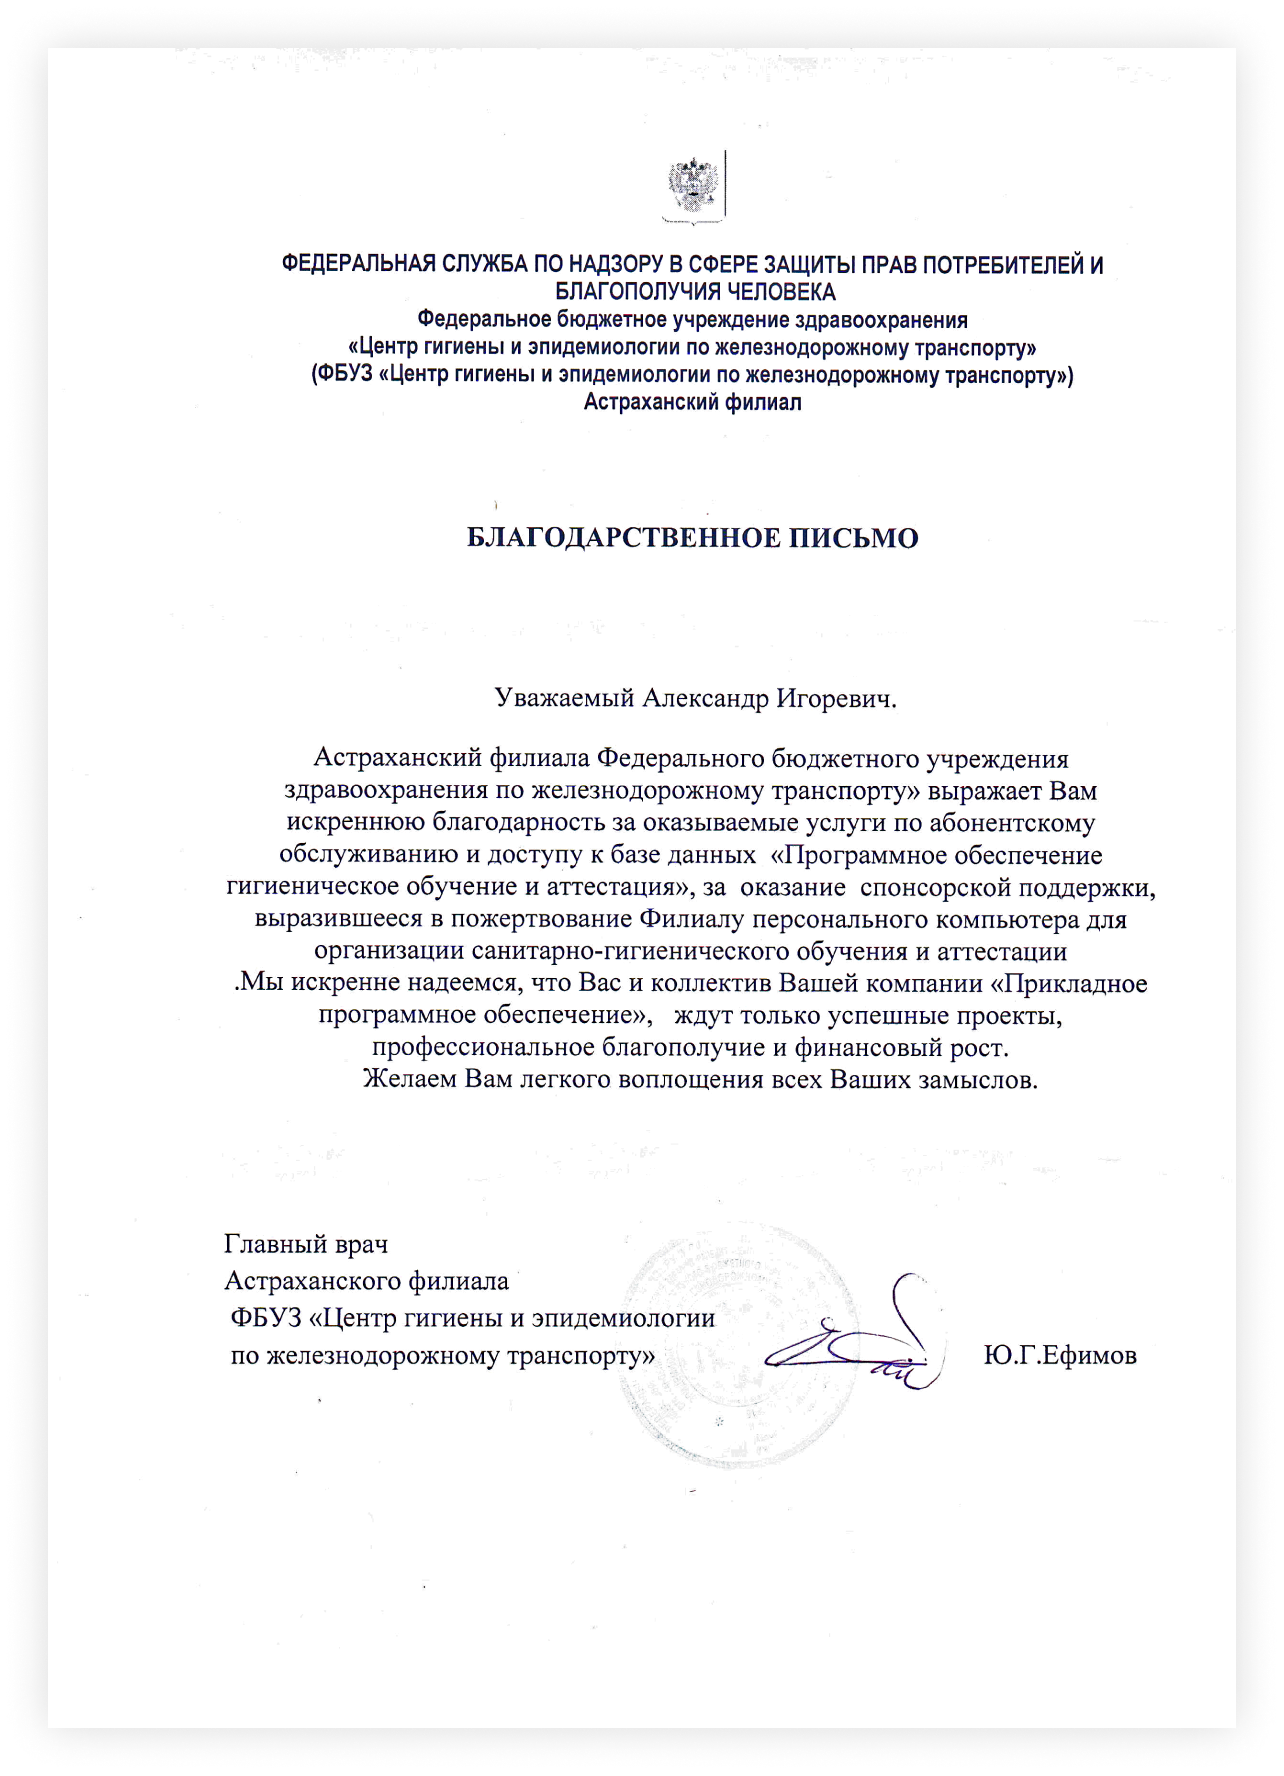 ФЕДЕРАЛЬНАЯ СЛУЖБА ПО НАДЗОРУ В СФЕРЕ ЗАЩИТЫ ПРАВ ПОТРЕБИТЕЛЕЙ И
БЛАГОПОЛУЧИЯ ЧЕЛОВЕКА
Федеральное бюджетное учреждение здравоохранения
«Центр гигиены и эпидемиологии по железнодорожному транспорту»
(ФБУЗ «Центр гигиены и эпидемиологии по железнодорожному транспорту»)
Астраханский филиал
БЛАГОДАРСТВЕННОЕ ПИСЬМО
Уважаемый Александр Игоревич.
Астраханский филиала Федерального бюджетного учреждения
здравоохранения по железнодорожному транспорту» выражает Вам
искреннюю благодарность за оказываемые услуги по абонентскому
обслуживанию и доступу к базе данных «Программное обеспечение
гигиеническое обучение и аттестация», за оказание спонсорской поддержки,
выразившееся в пожертвование Филиалу персонального компьютера для
организации санитарно-гигиенического обучения и аттестации
.Мы искренне надеемся, что Вас и коллектив Вашей компании «Прикладное
программное обеспечение», ждут только успешные проекты,
профессиональное благополучие и финансовый рост.
Желаем Вам легкого воплощения всех Ваших замыслов.
Главный врач
Астраханского филиала
ФБУЗ «Центр гигиены и эпидемиологии
по железнодорожному транспорту» Ю.Г.Ефимов